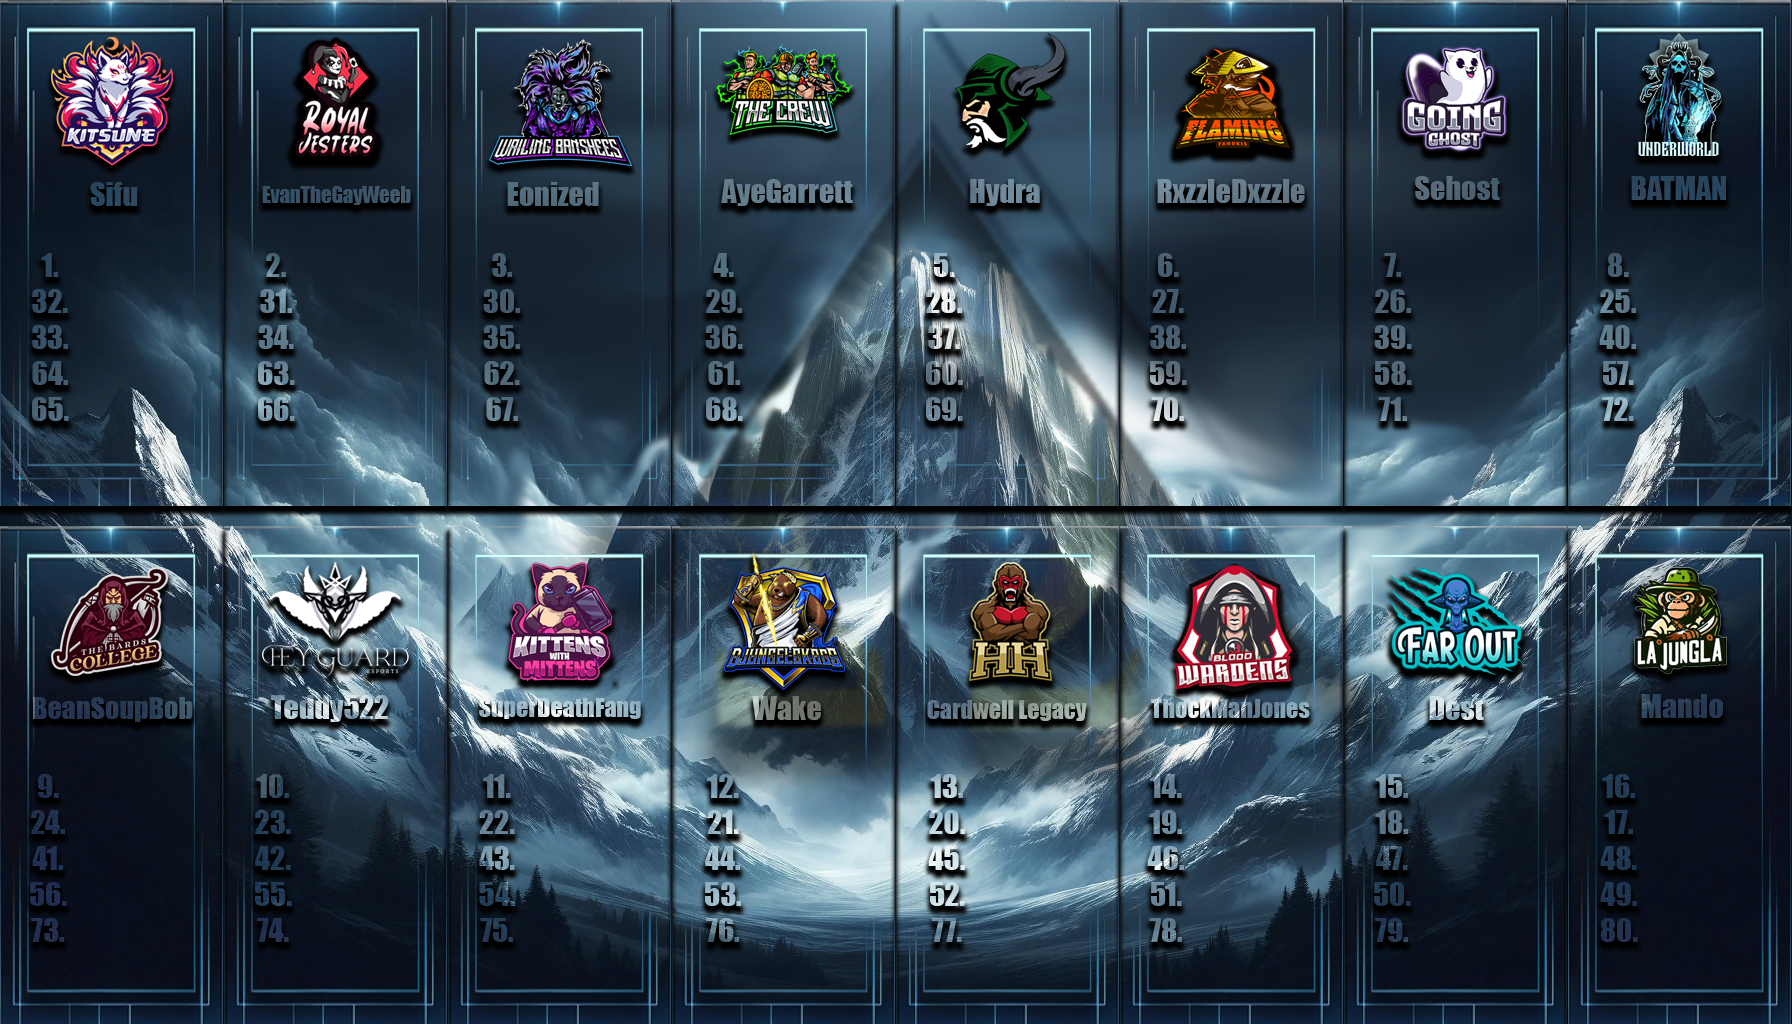 KITSUNE
Sifu
1.
32.
33.
64.
65.
ROYAL
JESTERS
EvanTheGayWeeb
2.
31.
34.
63.
66.
WAILING BANSHEES
Eonized
3.
30.
35.
62.
67.
THE CREW
AyeGarrett
4.
29.
36.
61.
68.
Hydra
5.
28.
37.
60.
69.
FLAMING
TANUKIS
RxzzleDxzzle
6.
27.
38.
59.
70.
GOING
GHOST
Sehost
7.
26.
39.
58.
71.
UNDERWORLD
BATMAN
8.
25.
40.
57.
72.
THE BARDS
COLLEGE
BeanSoupBob
9.
24.
41.
56.
73.
HEYGUARD
ESPORTS
Teddy522
10.
23.
42.
55.
74.
KITTENS
WITH
MITTENS
SuperDeathFang
11.
22.
43.
54.
75.
DJUNGELSKOGS
Wake
12.
21.
44.
53.
76.
HH
Cardwell Legacy
13.
20.
45.
52.
77.
BLOOD
WARDENS
ThockMahJones
14.
19.
46.
51.
78.
FAR OUT
Dest
15.
18.
47.
50.
79.
LA JUNGLA
Mando
16.
17.
48.
49.
80.